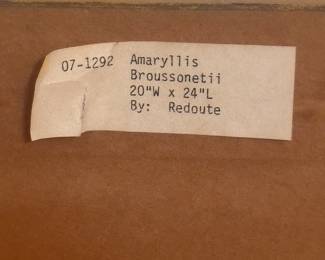 07-1292 Amaryllis
Broussonetii
20"W x 24"L
By: Redoute